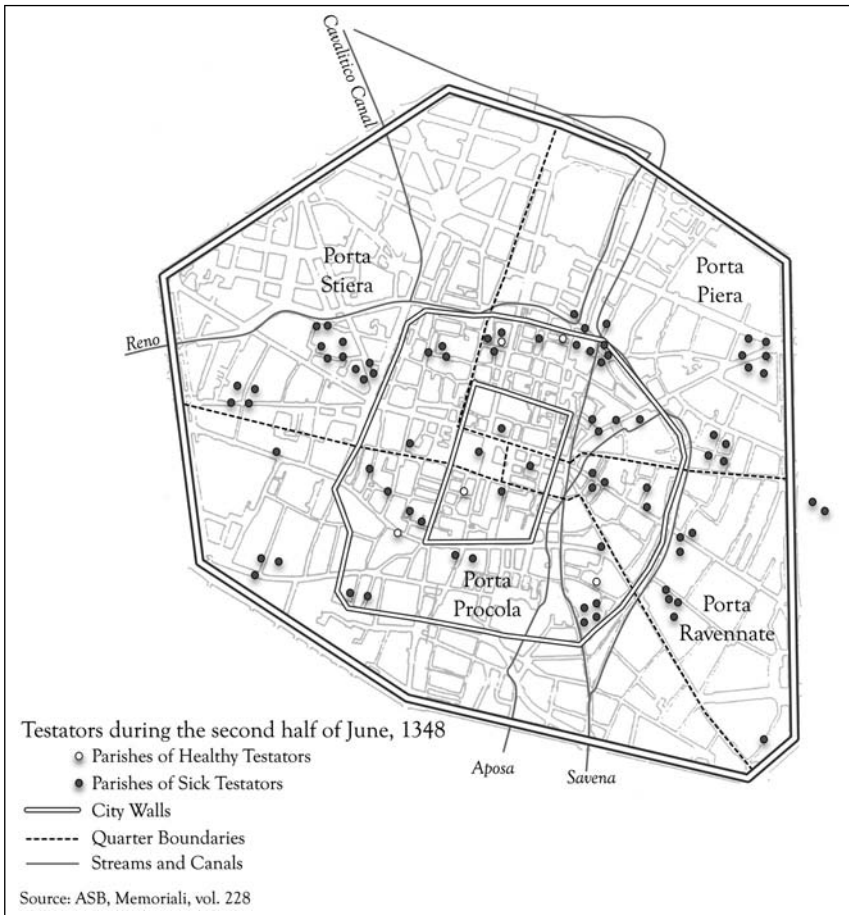 Cavalitico Canal
Porta
Stiera
Porta
Piera
Reno
Porta
Procola
Porta
Ravennate
Testators during the second half of June, 1348
Parishes of Healthy Testators
Parishes of Sick Testators
City Walls
Quarter Boundaries
Streams and Canals
Aposa
Savena
Source: ASB, Memoriali, vol. 228